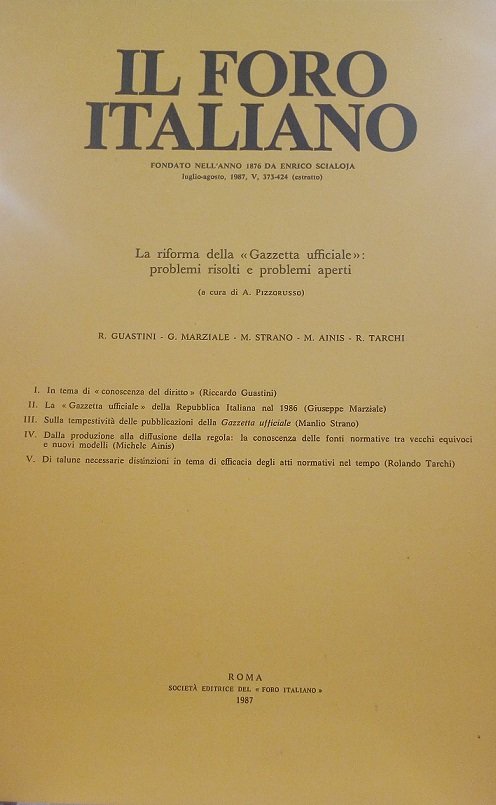 IL FORO
ITALIANO
FONDATO NELL'ANNO 1876 DA ENRICO SCIALOJA
luglio-agosto, 1987, V, 373-424 (estratto)
La riforma della « Gazzetta ufficiale »:
problemi risolti e problemi aperti
(a cura di A. PIZZORUSSO)
R. GUASTINI - G. MARZIALE - M. STRANO - M. AINIS - R. TARCHI
I. In tema di « conoscenza del diritto » (Riccardo Guastini)
II. La « Gazzetta ufficiale » della Repubblica Italiana nel 1986 (Giuseppe Marziale)
III. Sulla tempestività delle pubblicazioni della Gazzetta ufficiale (Manlio Strano)
IV. Dalla produzione alla diffusione della regola: la conoscenza delle fonti normative tra vecchi equivoci
e nuovi modelli (Michele Ainis)
V. Di talune necessarie distinzioni in tema di efficacia degli atti normativi nel tempo (Rolando Tarchi)
ROMA
SOCIETÀ EDITRICE DEL « FORO ITALIANO »
1987